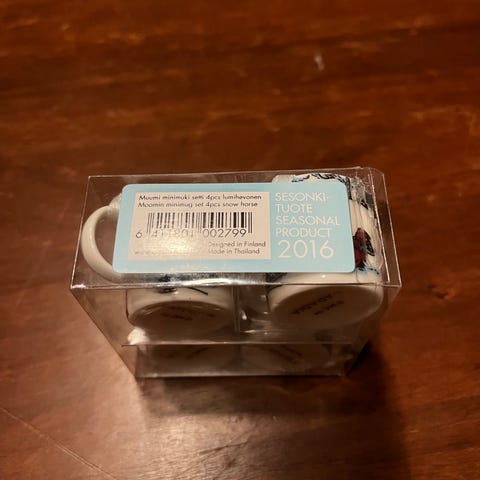 Muumi minimuki setti 4pcs lumihevonen
Moomin minimug set 4pcs snow horse
SESONKI-
TUOTE
SEASONAL
PRODUCT
2016
002799
Designed in Finland
Made in Thailand